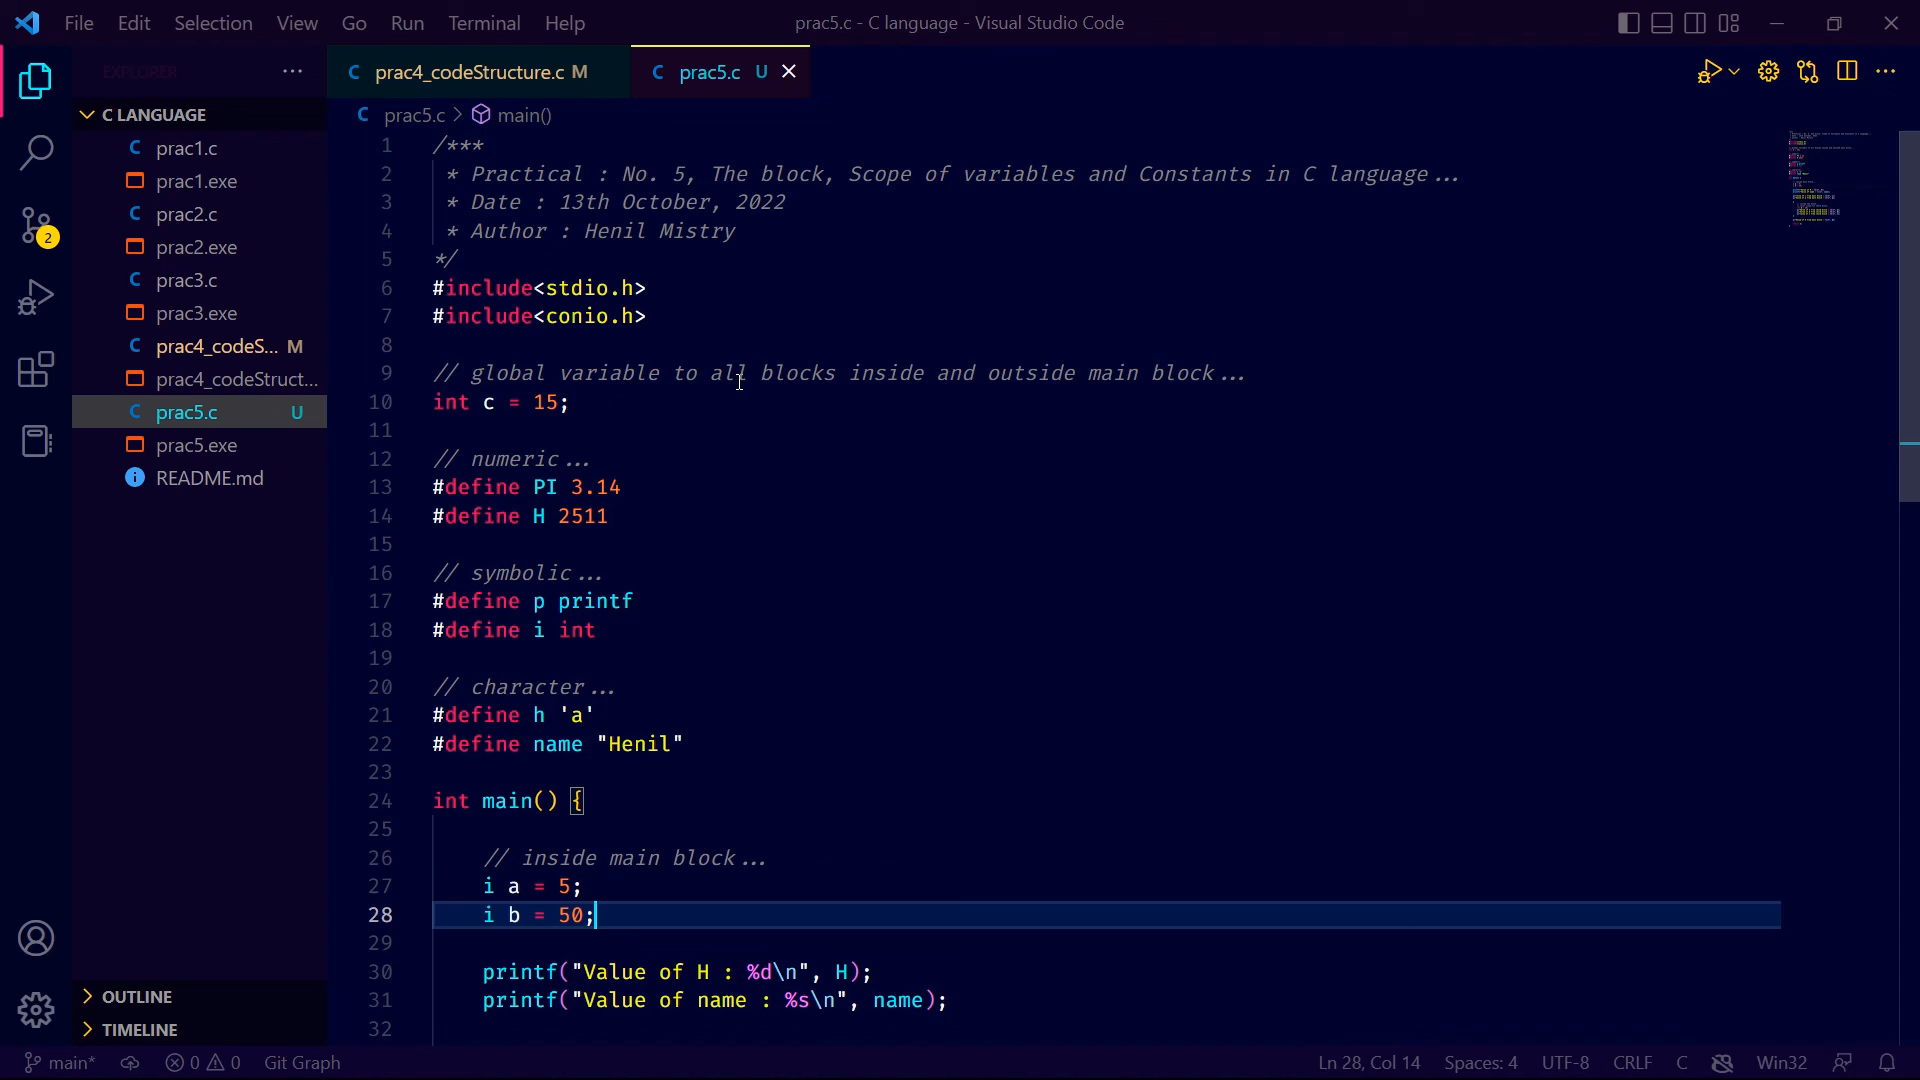 File Edit Selection View Go Run Terminal Help prac5.c - C language - Visual Studio Code
EXPLORER ... prac4_codeStructure.c M prac5.c U
C LANGUAGE
prac1.c
prac1.exe
prac2.c
prac2.exe
prac3.c
prac3.exe
prac4_codeS... M
prac4_codeStruct...
prac5.c U
prac5.exe
README.md
OUTLINE
TIMELINE
2
prac5.c > main()
1 /***
2 * Practical : No. 5, The block, Scope of variables and Constants in C language...
3 * Date : 13th October, 2022
4 * Author : Henil Mistry
5 */
6 #include<stdio.h>
7 #include<conio.h>
8
9 // global variable to all blocks inside and outside main block...
10 int c = 15;
11
12 // numeric...
13 #define PI 3.14
14 #define H 2511
15
16 // symbolic...
17 #define p printf
18 #define i int
19
20 // character...
21 #define h 'a'
22 #define name "Henil"
23
24 int main() {
25
26 // inside main block...
27 i a = 5;
28 i b = 50;
29
30 printf("Value of H : %d\n", H);
31 printf("Value of name : %s\n", name);
32
main* 0 0 Git Graph Ln 28, Col 14 Spaces: 4 UTF-8 CRLF C Win32